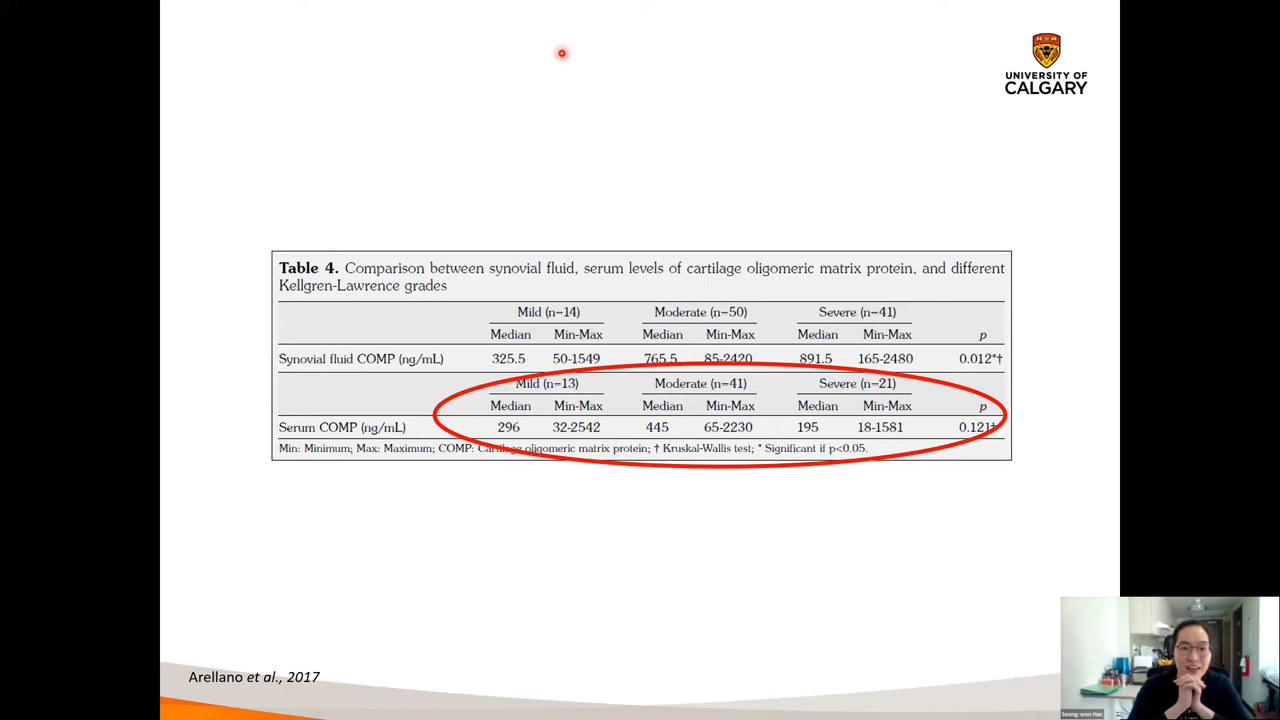 UNIVERSITY OF
CALGARY
Table 4. Comparison between synovial fluid, serum levels of cartilage oligomeric matrix protein, and different
Kellgren-Lawrence grades
Mild (n=14) Moderate (n=50) Severe (n=41)
Median Min-Max Median Min-Max Median Min-Max p
Synovial fluid COMP (ng/mL) 325.5 50-1549 765.5 85-2420 891.5 165-2480 0.012*†
Mild (n=13) Moderate (n=41) Severe (n=21)
Median Min-Max Median Min-Max Median Min-Max p
Serum COMP (ng/mL) 296 32-2542 445 65-2230 195 18-1581 0.121†
Min: Minimum; Max: Maximum; COMP: Cartilage oligomeric matrix protein; † Kruskal-Wallis test; * Significant if p<0.05.
Arellano et al., 2017
Seong-won Han